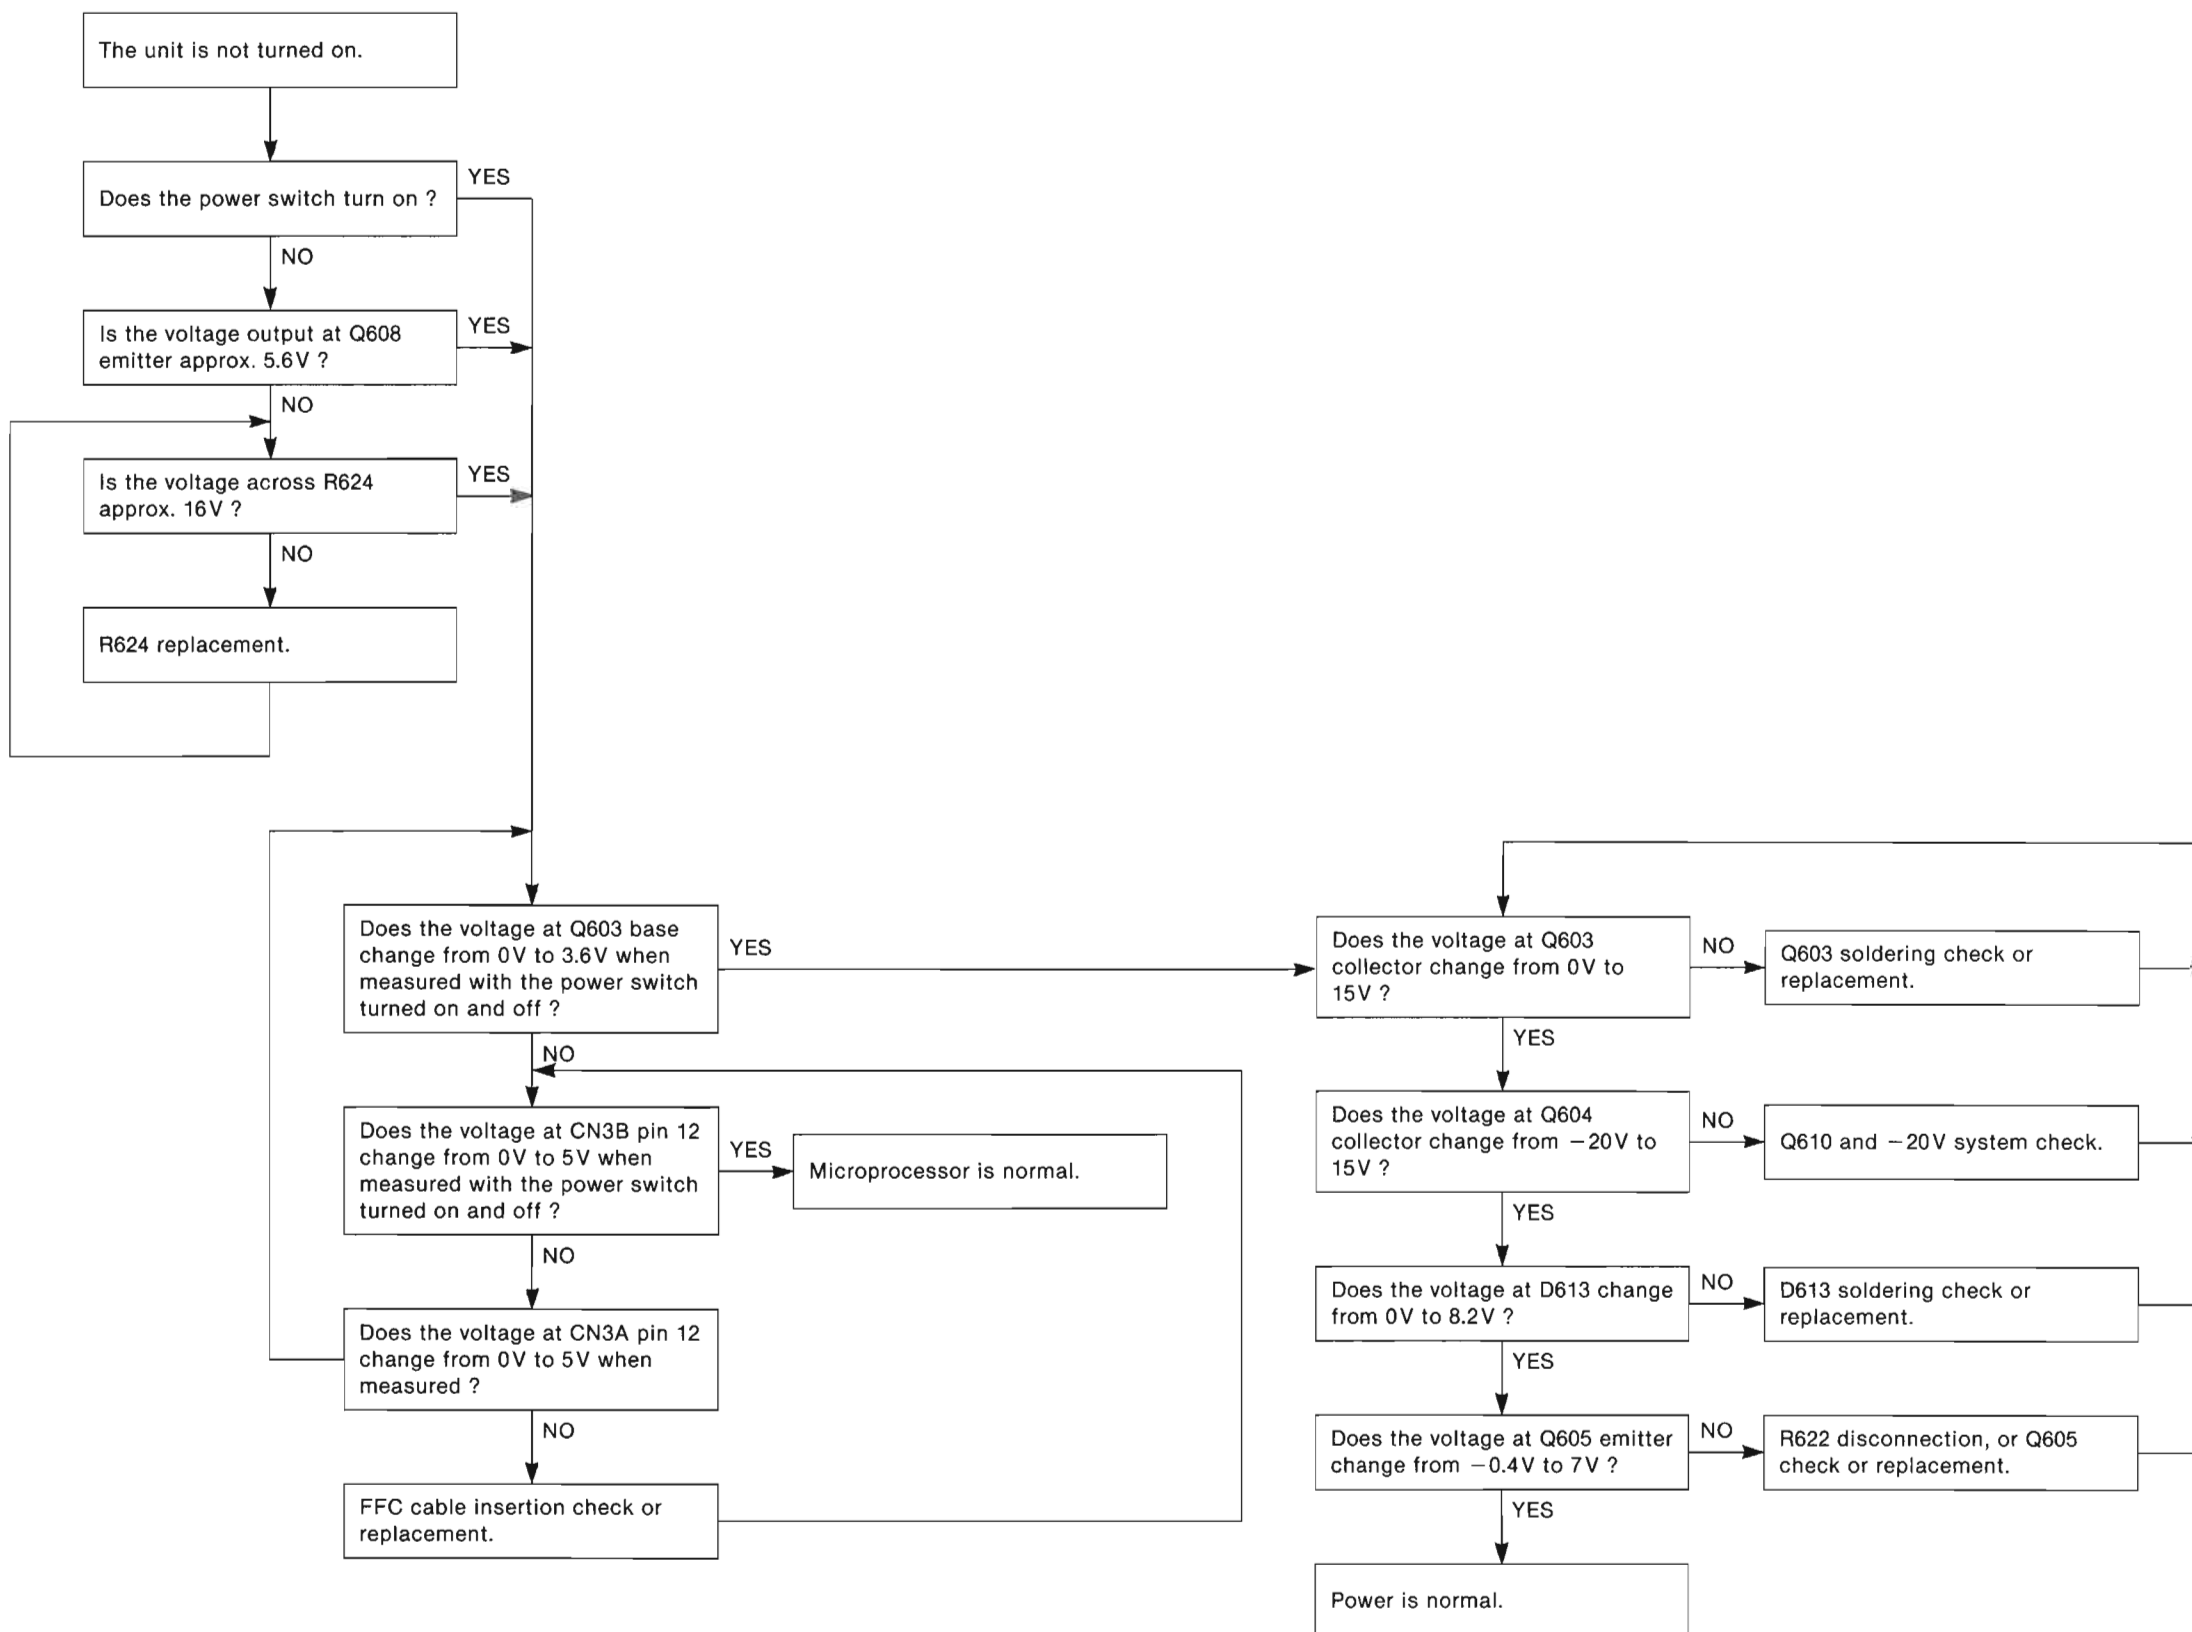 The unit is not turned on.
Does the power switch turn on ?
YES
NO
Is the voltage output at Q608
emitter approx. 5.6V ?
YES
NO
Is the voltage across R624
approx. 16V ?
YES
NO
R624 replacement.
Does the voltage at Q603 base
change from 0V to 3.6V when
measured with the power switch
turned on and off ?
YES
NO
Does the voltage at CN3B pin 12
change from 0V to 5V when
measured with the power switch
turned on and off ?
YES
Microprocessor is normal.
NO
Does the voltage at CN3A pin 12
change from 0V to 5V when
measured ?
NO
FFC cable insertion check or
replacement.
Does the voltage at Q603
collector change from 0V to
15V ?
NO
Q603 soldering check or
replacement.
YES
Does the voltage at Q604
collector change from −20V to
15V ?
NO
Q610 and −20V system check.
YES
Does the voltage at D613 change
from 0V to 8.2V ?
NO
D613 soldering check or
replacement.
YES
Does the voltage at Q605 emitter
change from −0.4V to 7V ?
NO
R622 disconnection, or Q605
check or replacement.
YES
Power is normal.